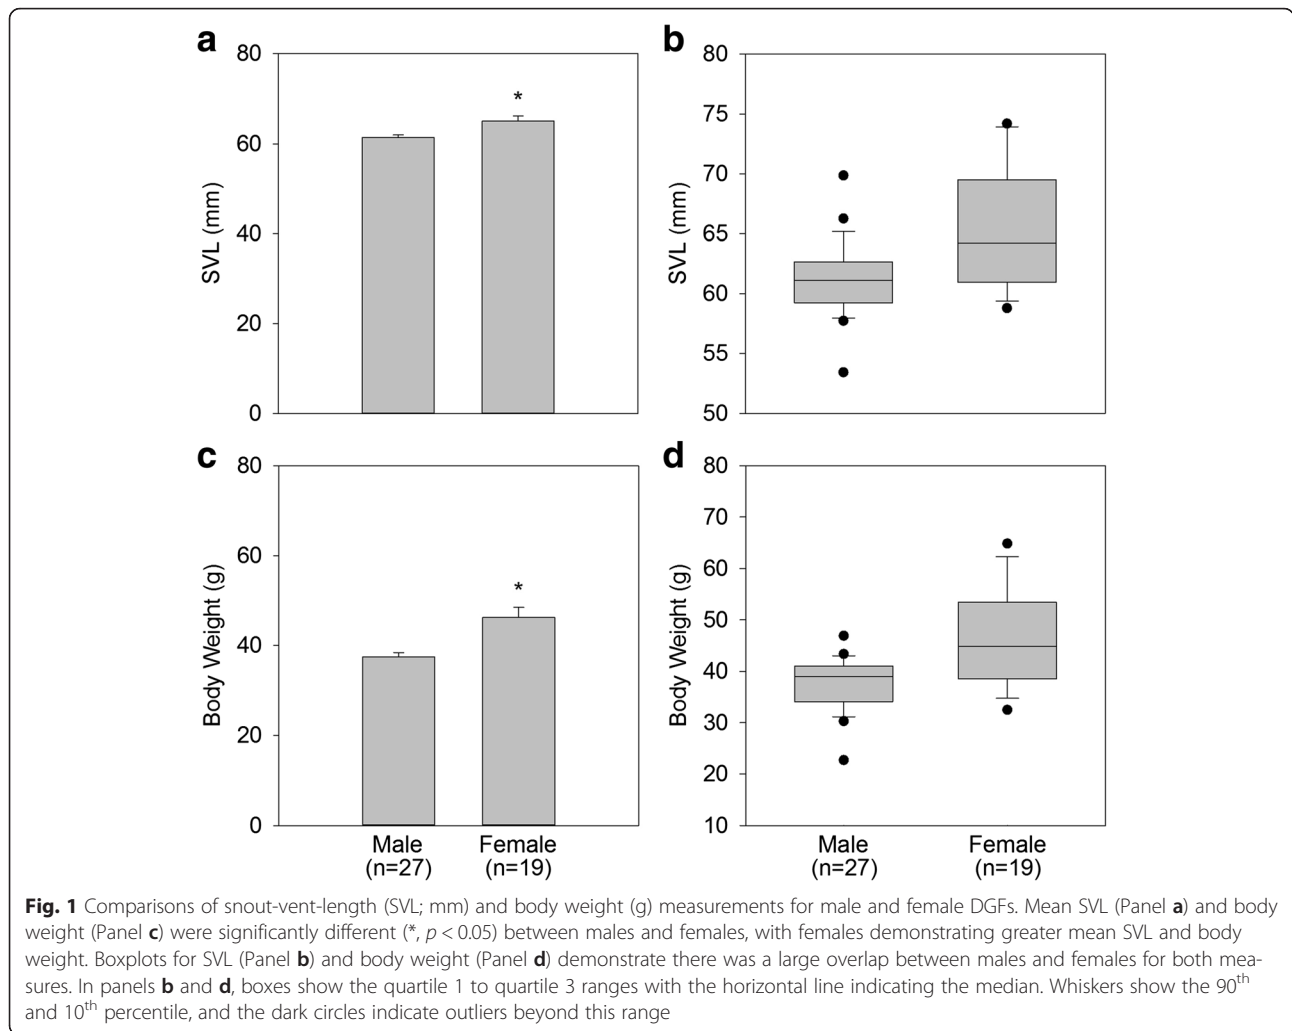 a
80
60
40
20
0
SVL (mm)
*
b
80
75
70
65
60
55
50
SVL (mm)
c
80
60
40
20
0
Body Weight (g)
*
Male
(n=27)
Female
(n=19)
d
80
70
60
50
40
30
20
10
Body Weight (g)
Male
(n=27)
Female
(n=19)
Fig. 1 Comparisons of snout-vent-length (SVL; mm) and body weight (g) measurements for male and female DGFs. Mean SVL (Panel a) and body
weight (Panel c) were significantly different (*, p < 0.05) between males and females, with females demonstrating greater mean SVL and body
weight. Boxplots for SVL (Panel b) and body weight (Panel d) demonstrate there was a large overlap between males and females for both mea-
sures. In panels b and d, boxes show the quartile 1 to quartile 3 ranges with the horizontal line indicating the median. Whiskers show the 90th
and 10th percentile, and the dark circles indicate outliers beyond this range